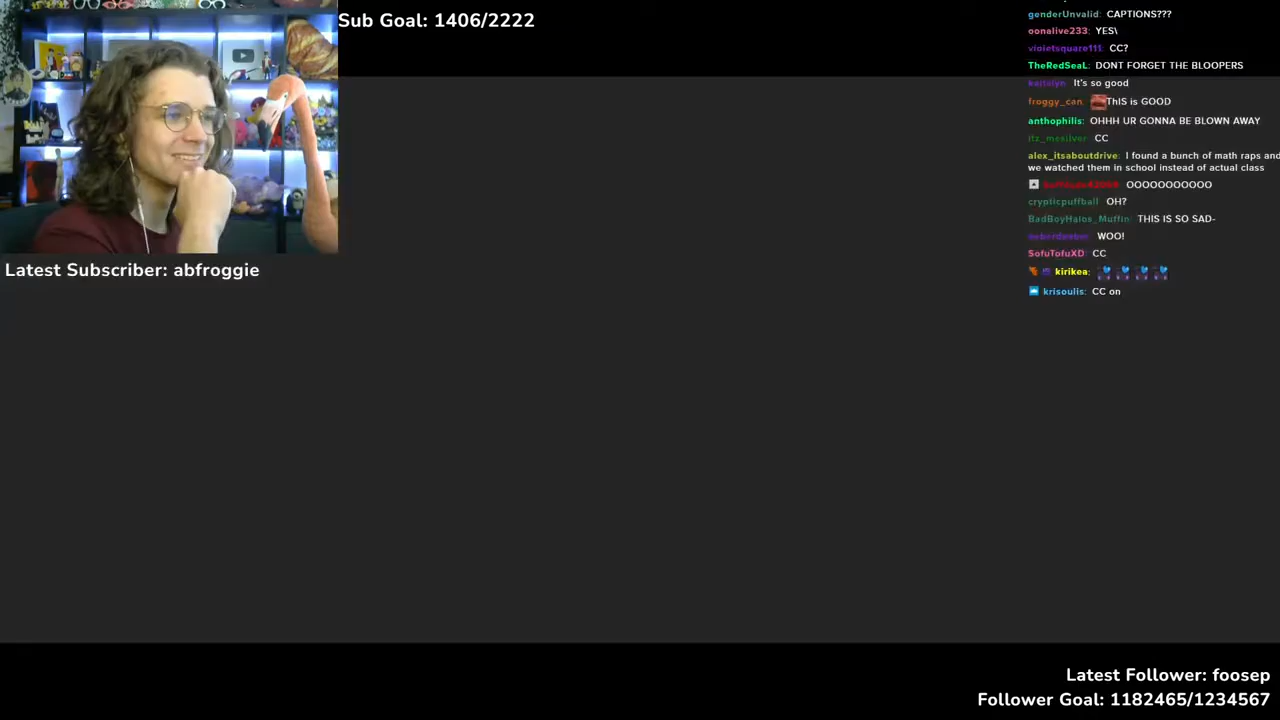 Sub Goal: 1406/2222
genderUnvalid: CAPTIONS???
oonalive233: YES\
violetsquare111: CC?
TheRedSeaL: DONT FORGET THE BLOOPERS
It's so good
froggy_can: ThIS is GOOD
anthophilis: OHHH UR GONNA BE BLOWN AWAY
itz_messilver: CC
alex_itsaboutdrive: I found a bunch of math raps and
we watched them in school instead of actual class
OOOOOOOOOOO
crypticpuffball: OH?
BadBoyHalos_Muffin: THIS IS SO SAD-
WOO!
SofuTofuXD: CC
kirikea:
krisoulis: CC on
Latest Subscriber: abfroggie
Latest Follower: foosep
Follower Goal: 1182465/1234567